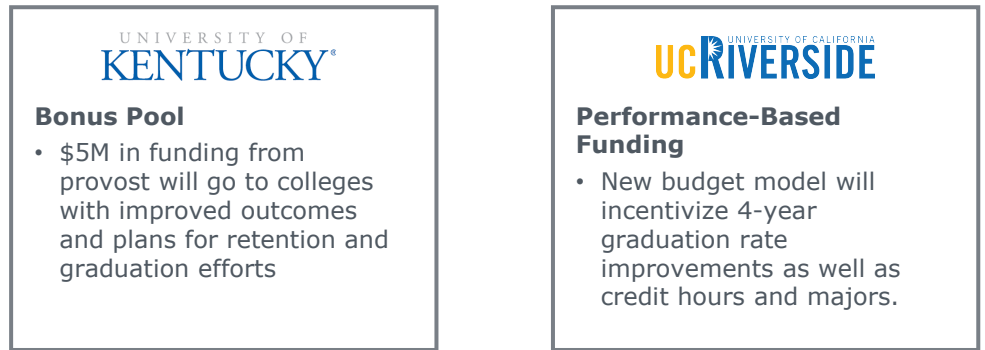 UNIVERSITY OF
KENTUCKY®
Bonus Pool
• $5M in funding from
provost will go to colleges
with improved outcomes
and plans for retention and
graduation efforts
UNIVERSITY OF CALIFORNIA
UCRIVERSIDE
Performance-Based
Funding
• New budget model will
incentivize 4-year
graduation rate
improvements as well as
credit hours and majors.